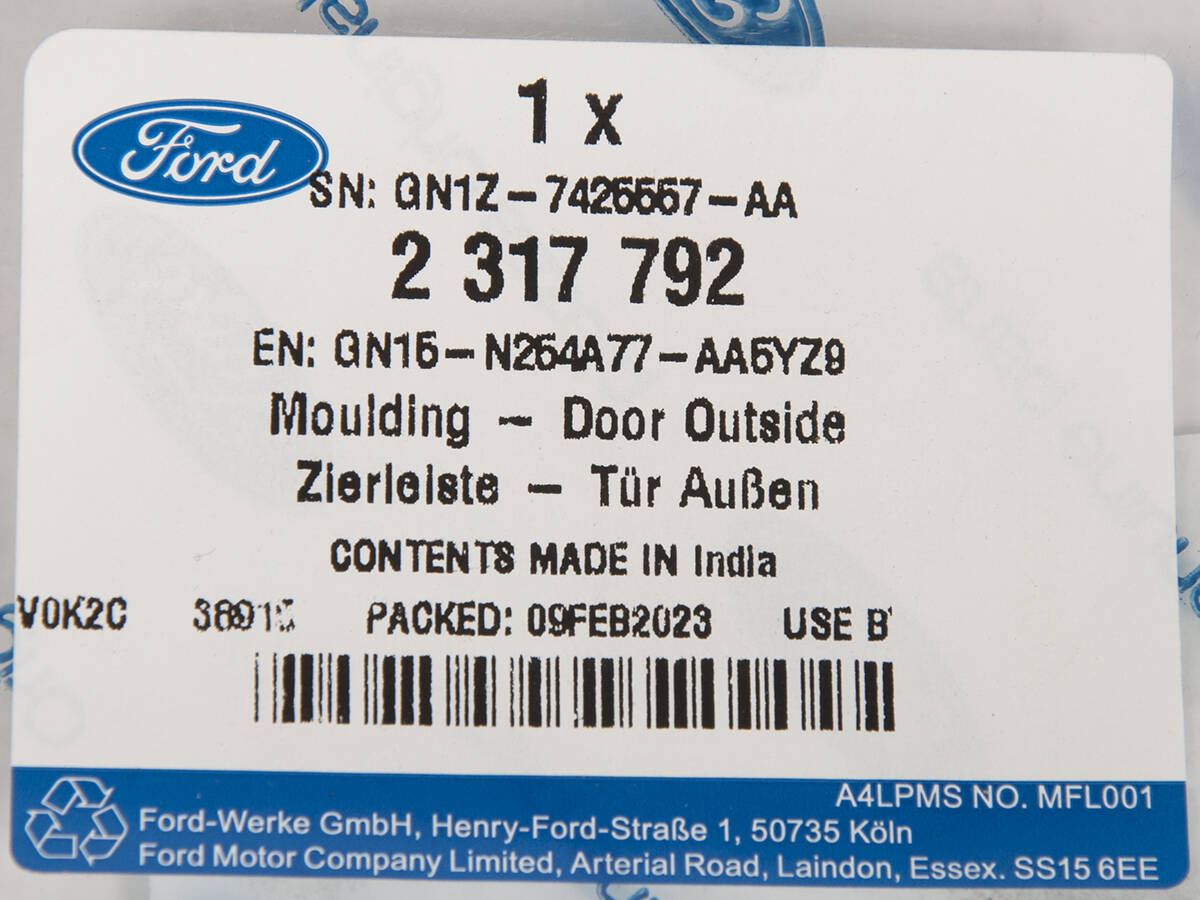 Ford
1 x
SN: GN1Z-7425557-AA
2 317 792
EN: GN15-N254A77-AA5YZ9
Moulding - Door Outside
Zierleiste - Tür Außen
CONTENTS MADE IN India
V0K2C PACKED: 09FEB2023 USE B
A4LPMS NO. MFL001
Ford-Werke GmbH, Henry-Ford-Straße 1, 50735 Köln
Ford Motor Company Limited, Arterial Road, Laindon, Essex. SS15 6EE